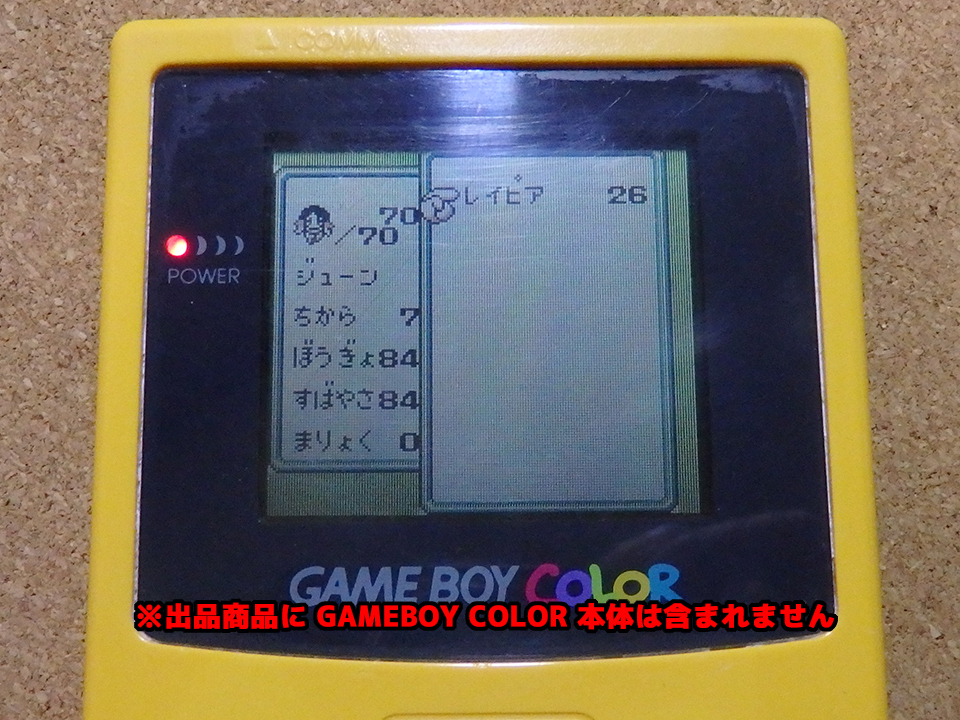 COMM
レイピア 26
70
/70
ジューン
ちから 7
ぼうぎょ84
すばやさ84
まりょく 0
POWER
GAME BOY COLOR
※出品商品に GAMEBOY COLOR 本体は含まれません